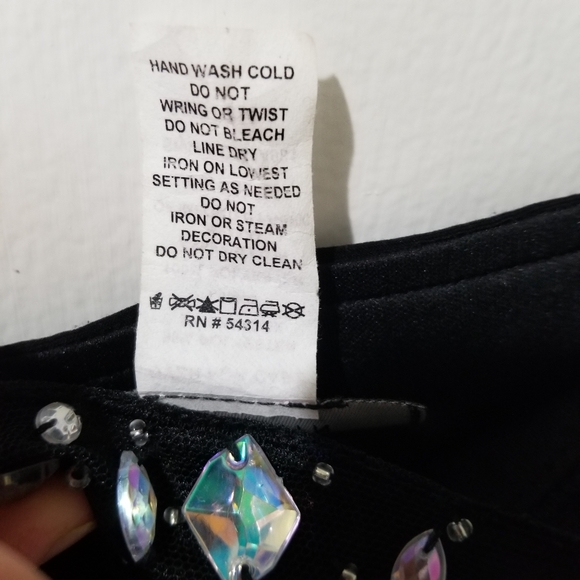 HAND WASH COLD
DO NOT
WRING OR TWIST
DO NOT BLEACH
LINE DRY
IRON ON LOWEST
SETTING AS NEEDED
DO NOT
IRON OR STEAM
DECORATION
DO NOT DRY CLEAN
RN # 54314